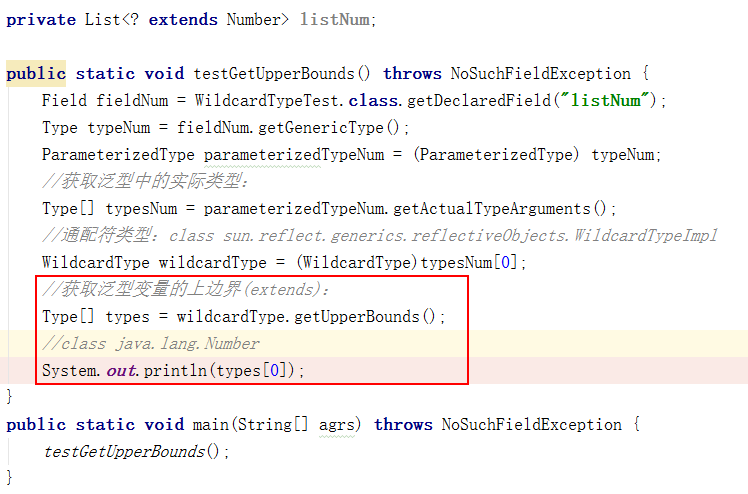 private List<? extends Number> listNum;
public static void testGetUpperBounds() throws NoSuchFieldException {
Field fieldNum = WildcardTypeTest.class.getDeclaredField("listNum");
Type typeNum = fieldNum.getGenericType();
ParameterizedType parameterizedTypeNum = (ParameterizedType) typeNum;
//获取泛型中的实际类型：
Type[] typesNum = parameterizedTypeNum.getActualTypeArguments();
//通配符类型：class sun.reflect.generics.reflectiveObjects.WildcardTypeImpl
WildcardType wildcardType = (WildcardType)typesNum[0];
//获取泛型变量的上边界(extends)：
Type[] types = wildcardType.getUpperBounds();
//class java.lang.Number
System.out.println(types[0]);
}
public static void main(String[] agrs) throws NoSuchFieldException {
testGetUpperBounds();
}